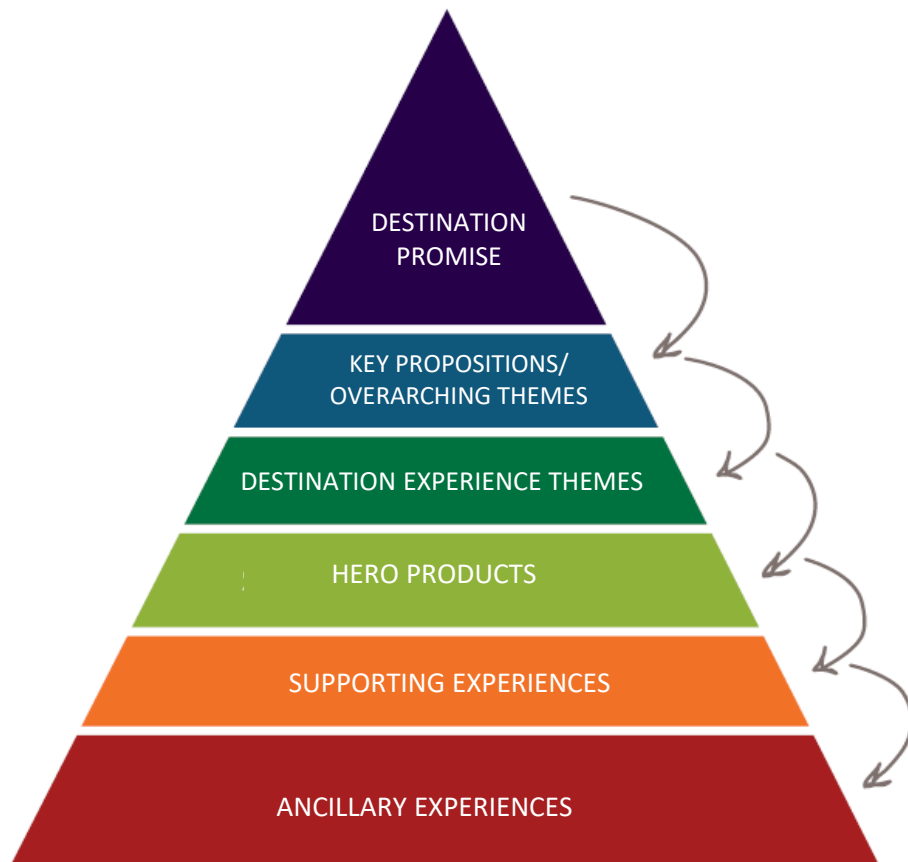 DESTINATION
PROMISE
KEY PROPOSITIONS/
OVERARCHING THEMES
DESTINATION EXPERIENCE THEMES
HERO PRODUCTS
SUPPORTING EXPERIENCES
ANCILLARY EXPERIENCES